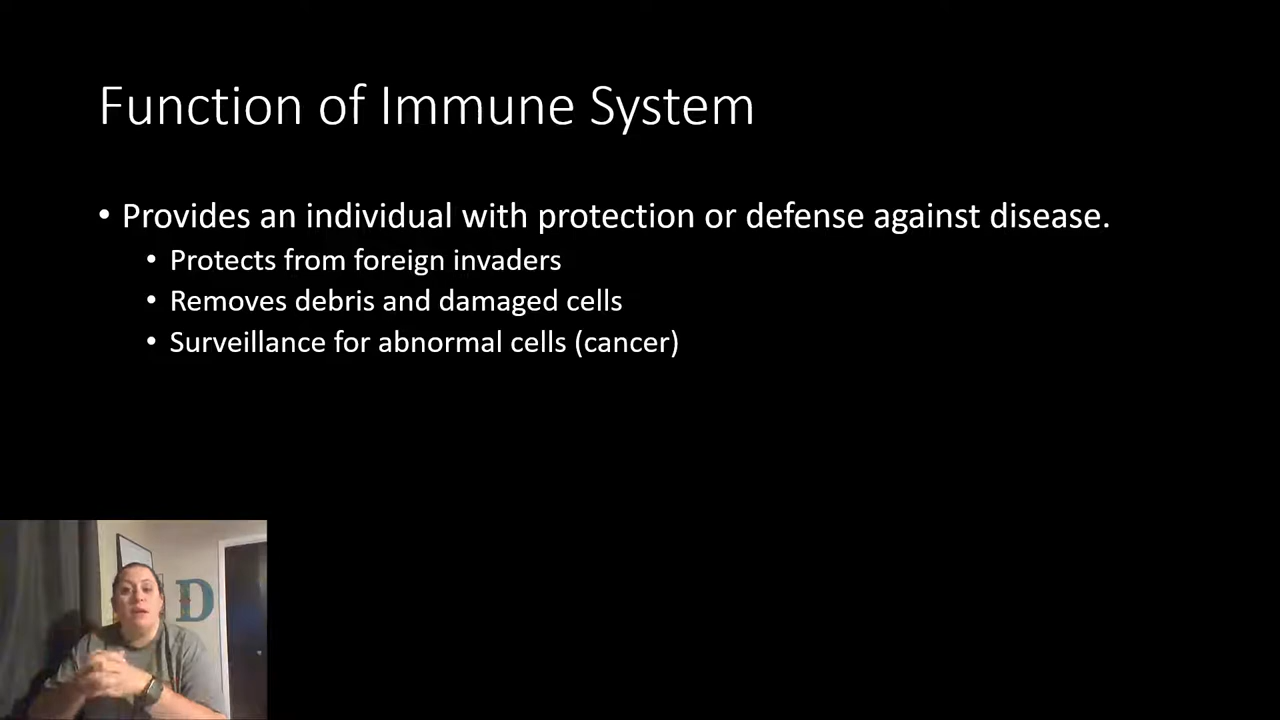 Function of Immune System
• Provides an individual with protection or defense against disease.
• Protects from foreign invaders
• Removes debris and damaged cells
• Surveillance for abnormal cells (cancer)
D